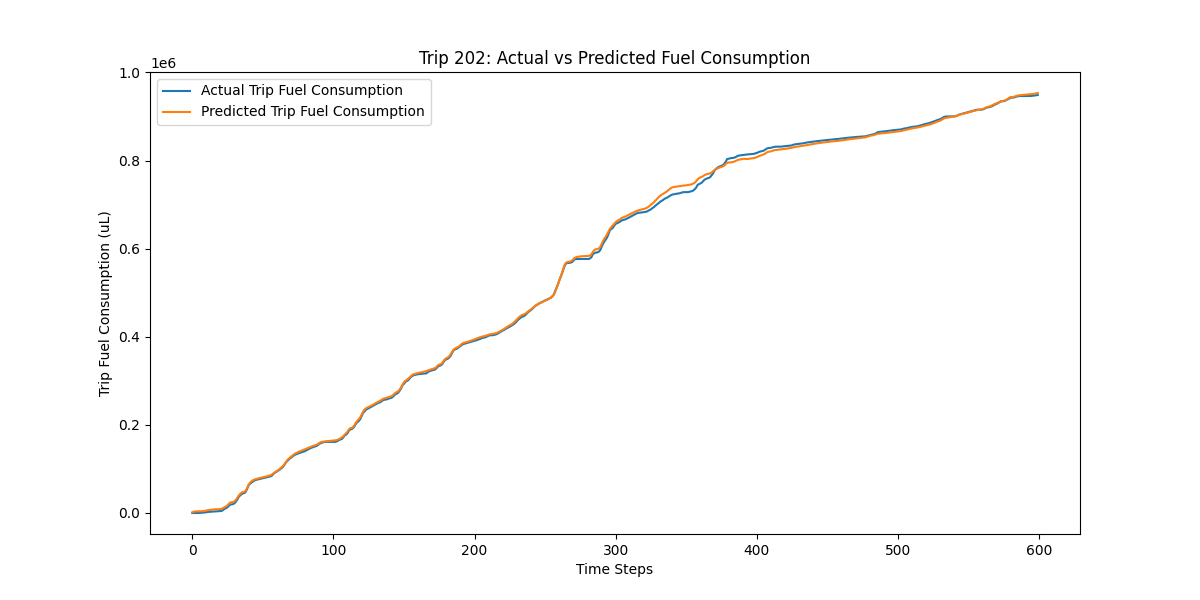 Trip 202: Actual vs Predicted Fuel Consumption
1e6
Actual Trip Fuel Consumption
Predicted Trip Fuel Consumption
Trip Fuel Consumption (uL)
1.0
0.8
0.6
0.4
0.2
0.0
0 100 200 300 400 500 600
Time Steps